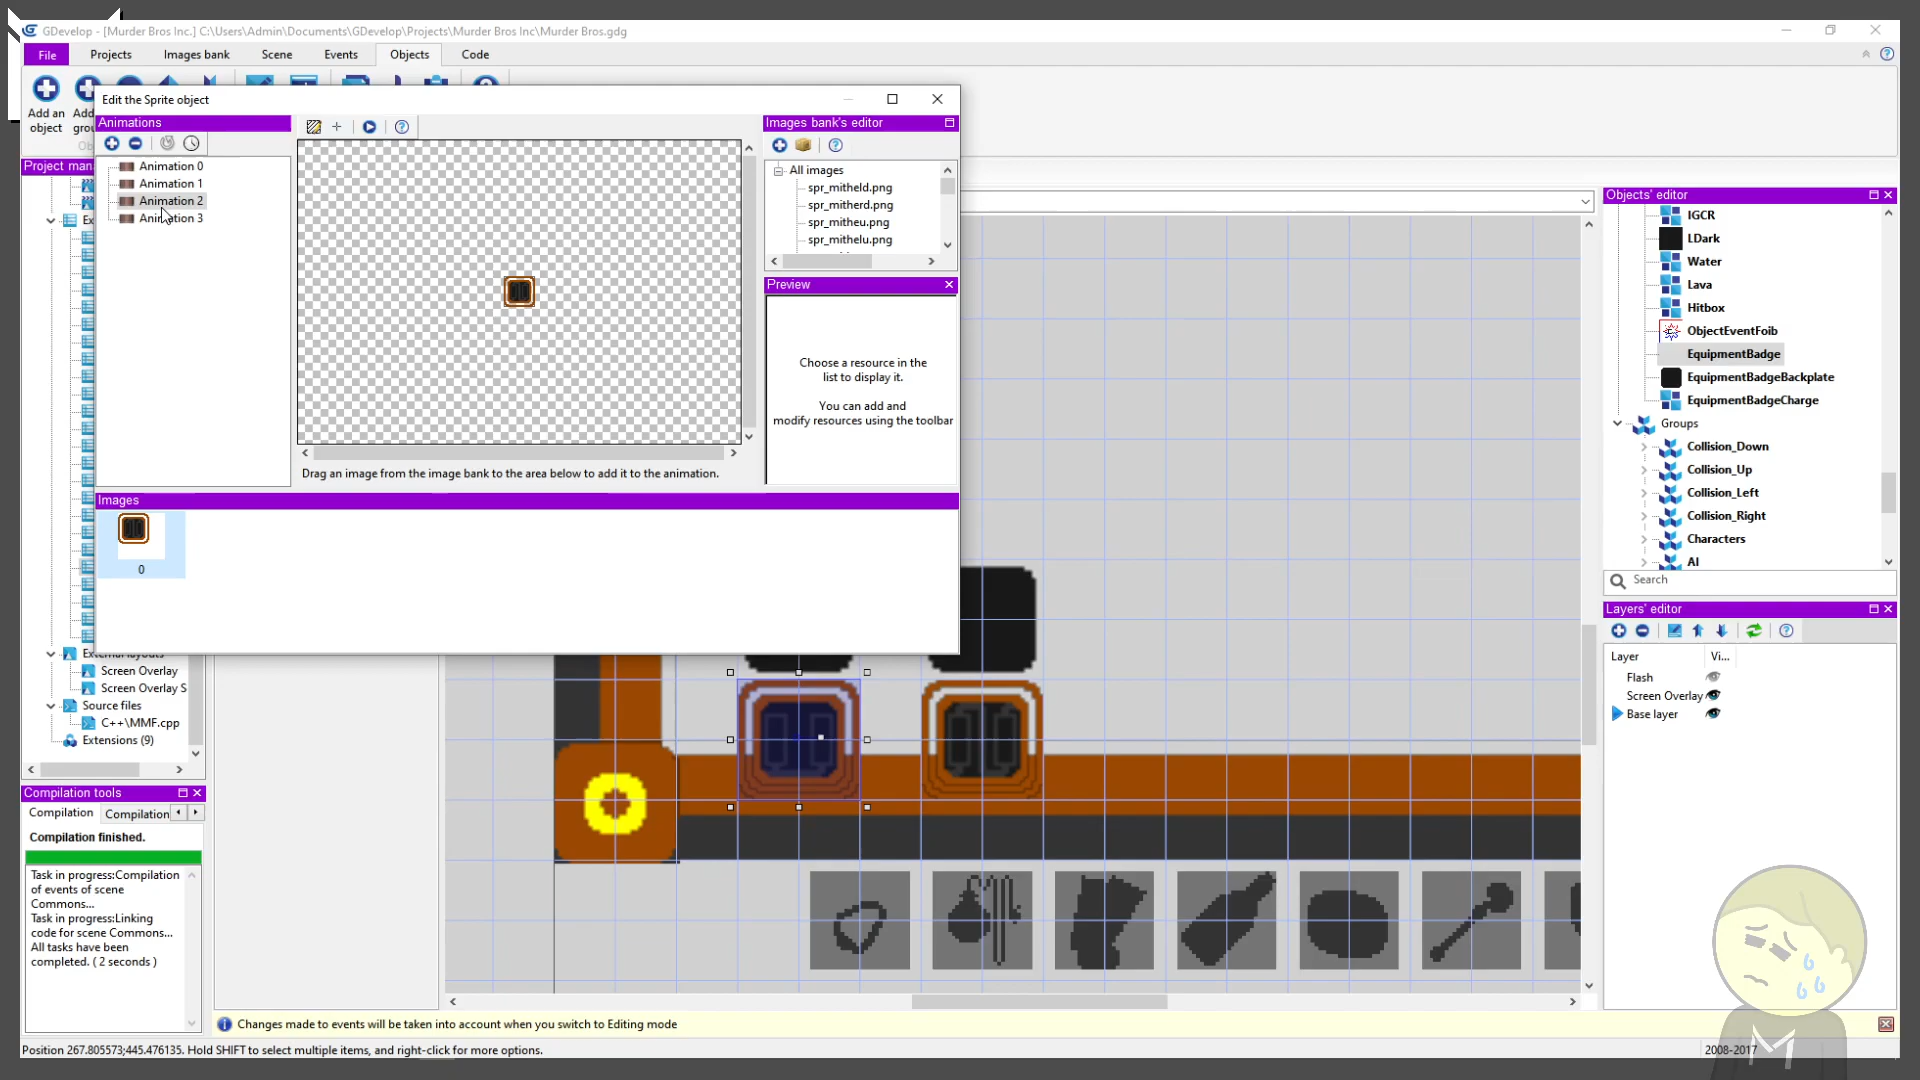 GDevelop - [Murder Bros Inc.] C:\Users\Admin\Documents\GDevelop\Projects\Murder Bros Inc\Murder Bros.gdg
File
Projects
Images bank
Scene
Events
Objects
Code
Add an
object
Edit the Sprite object
Animations
Animation 0
Animation 1
Animation 2
Animation 3
Drag an image from the image bank to the area below to add it to the animation.
Images bank's editor
All images
spr_mitheld.png
spr_mitherd.png
spr_mitheu.png
spr_mithelu.png
Preview
Choose a resource in the
list to display it.
You can add and
modify resources using the toolbar
Images
0
Project man
Screen Overlay
Screen Overlay S
Source files
C++\MMF.cpp
Extensions (9)
Compilation tools
Compilation
Compilation
Compilation finished.
Task in progress:Compilation
of events of scene
Commons...
Task in progress:Linking
code for scene Commons...
All tasks have been
completed. ( 2 seconds )
Objects' editor
IGCR
LDark
Water
Lava
Hitbox
ObjectEventFoib
EquipmentBadge
EquipmentBadgeBackplate
EquipmentBadgeCharge
Groups
Collision_Down
Collision_Up
Collision_Left
Collision_Right
Characters
AI
Search
Layers' editor
Layer
Vi...
Flash
Screen Overlay
Base layer
Changes made to events will be taken into account when you switch to Editing mode
Position 267.805573;445.476135. Hold SHIFT to select multiple items, and right-click for more options.
2008-2017